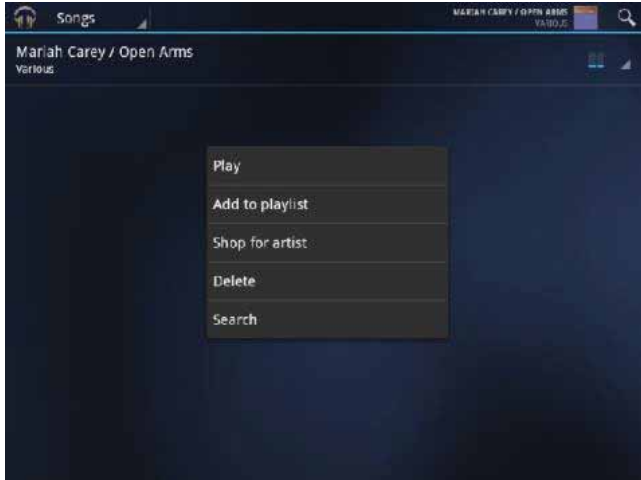 Songs
MARIAH CAREY / OPEN ARMS
VARIOUS
Mariah Carey / Open Arms
Various
Play
Add to playlist
Shop for artist
Delete
Search